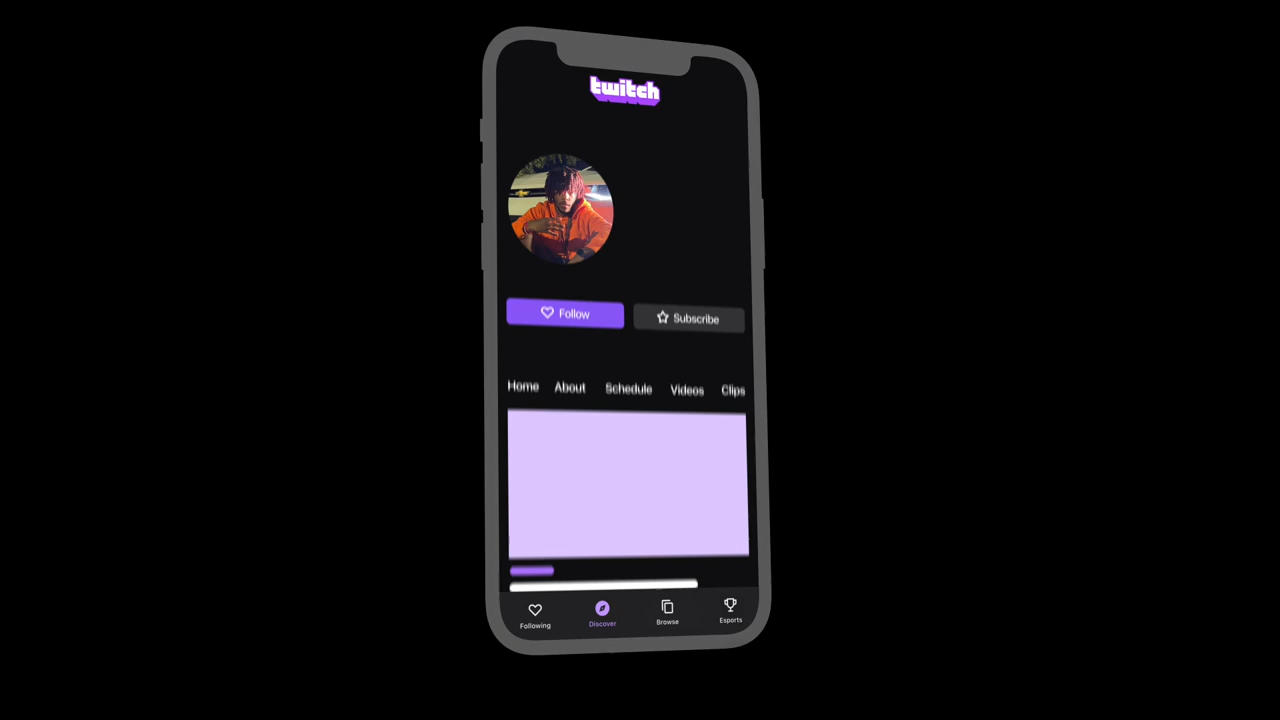 twitch
Follow
Subscribe
Home About Schedule Videos Clips
Following Discover Browse Esports